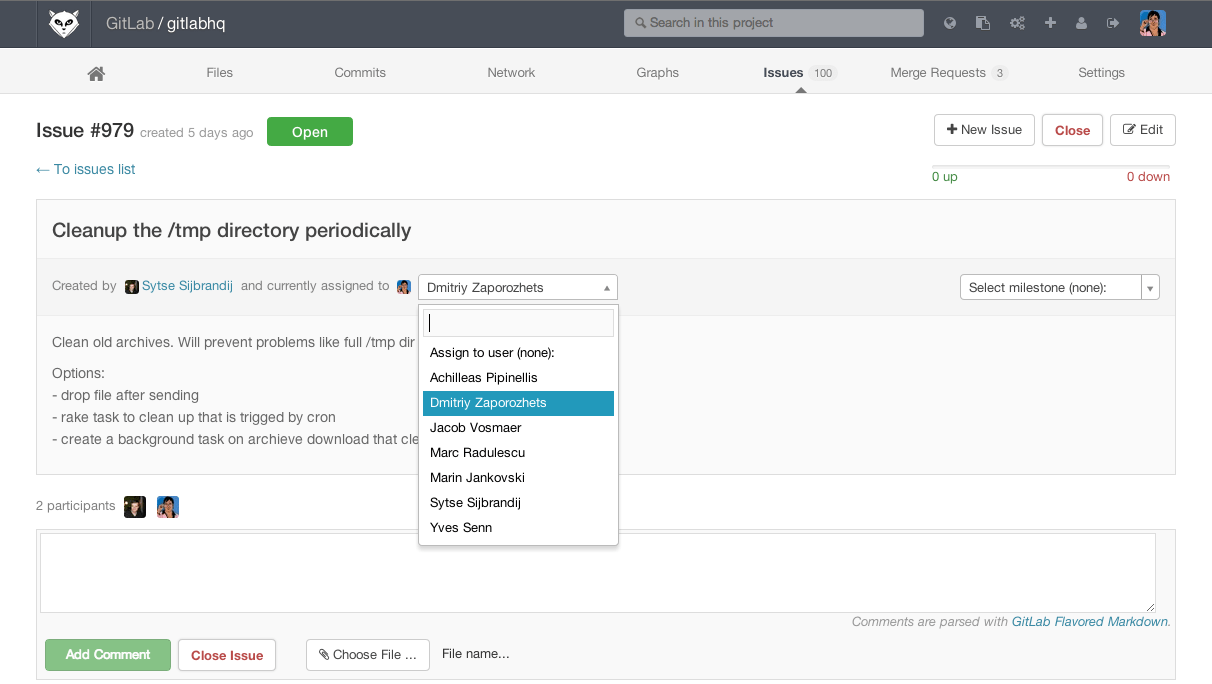 GitLab / gitlabhq
Search in this project
Files
Commits
Network
Graphs
Issues 100
Merge Requests 3
Settings
Issue #979 created 5 days ago
Open
+ New Issue
Close
Edit
← To issues list
0 up
0 down
Cleanup the /tmp directory periodically
Created by Sytse Sijbrandij and currently assigned to
Dmitriy Zaporozhets
Select milestone (none):
Clean old archives. Will prevent problems like full /tmp dir
Options:
- drop file after sending
- rake task to clean up that is trigged by cron
- create a background task on archieve download that cle
Assign to user (none):
Achilleas Pipinellis
Dmitriy Zaporozhets
Jacob Vosmaer
Marc Radulescu
Marin Jankovski
Sytse Sijbrandij
Yves Senn
2 participants
Comments are parsed with GitLab Flavored Markdown.
Add Comment
Close Issue
Choose File ...
File name...